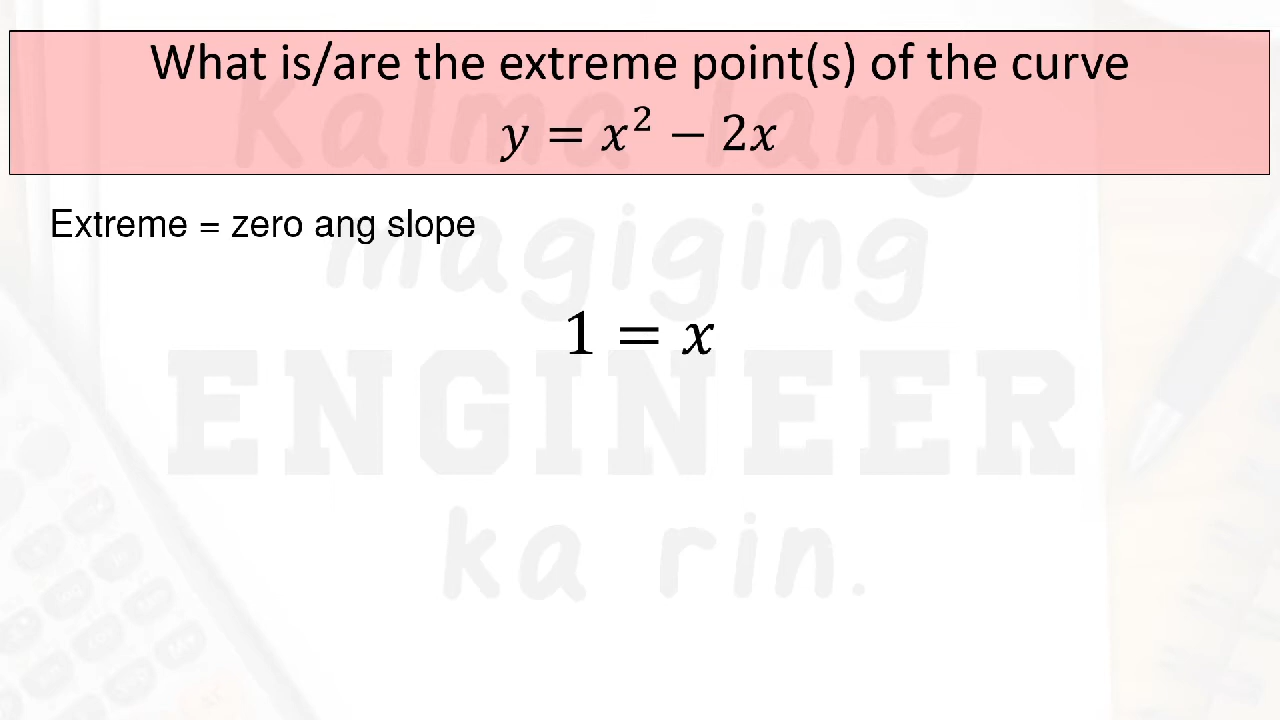 What is/are the extreme point(s) of the curve
y = x² − 2x
Extreme = zero ang slope
1 = x
Kalma lang
magiging
ENGINEER
ka rin.